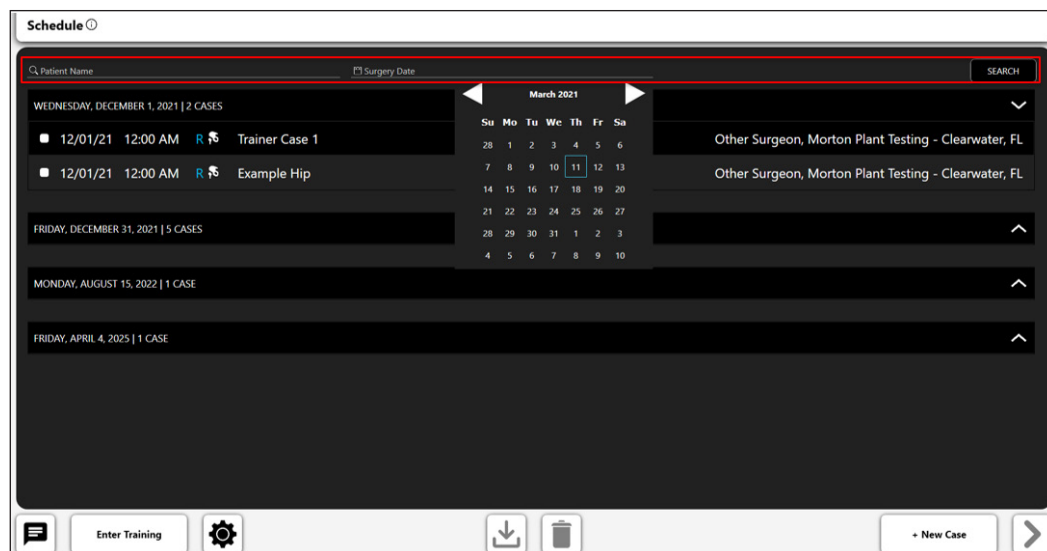 Schedule
Patient Name Surgery Date SEARCH
WEDNESDAY, DECEMBER 1, 2021 | 2 CASES
12/01/21 12:00 AM R Trainer Case 1 Other Surgeon, Morton Plant Testing - Clearwater, FL
12/01/21 12:00 AM R Example Hip Other Surgeon, Morton Plant Testing - Clearwater, FL
March 2021
Su Mo Tu We Th Fr Sa
28 1 2 3 4 5 6
7 8 9 10 11 12 13
14 15 16 17 18 19 20
21 22 23 24 25 26 27
28 29 30 31 1 2 3
4 5 6 7 8 9 10
FRIDAY, DECEMBER 31, 2021 | 5 CASES
MONDAY, AUGUST 15, 2022 | 1 CASE
FRIDAY, APRIL 4, 2025 | 1 CASE
Enter Training + New Case